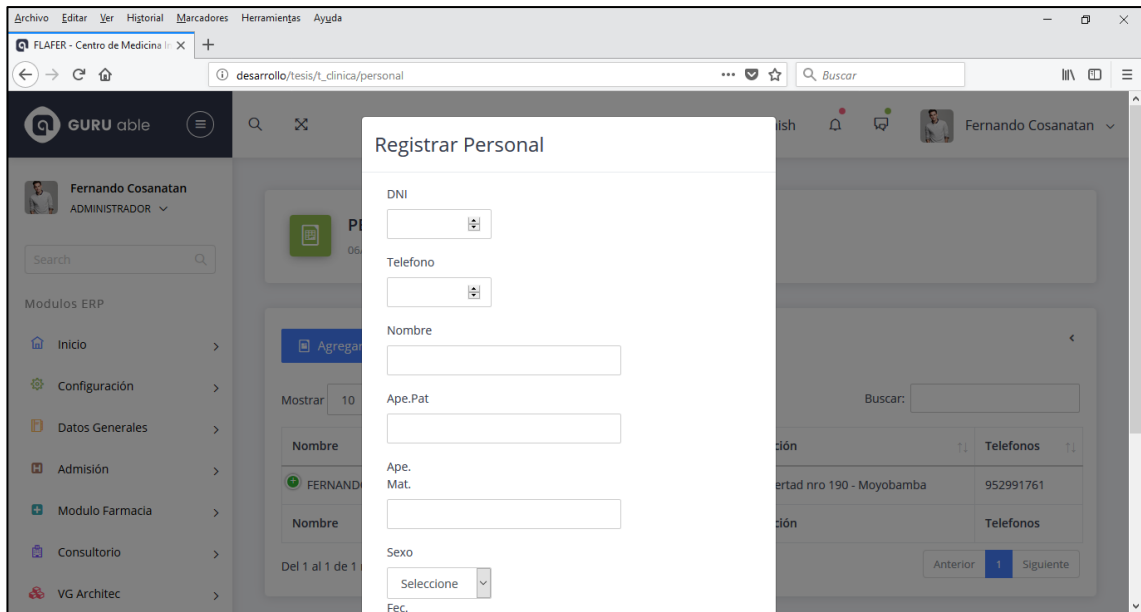 Archivo Editar Ver Historial Marcadores Herramientas Ayuda
FLAFER - Centro de Medicina
desarrollo/tesis/t_clinica/personal
Buscar
GURU able
Fernando Cosanatan
Fernando Cosanatan
ADMINISTRADOR
Search
Modulos ERP
Inicio
Configuración
Datos Generales
Admisión
Modulo Farmacia
Consultorio
VG Architec
Registrar Personal
DNI
Telefono
Nombre
Ape.Pat
Ape.
Mat.
Sexo
Seleccione
Fec.
06
Agregar
Mostrar 10
Buscar:
Nombre ción Telefonos
FERNAND ertad nro 190 - Moyobamba 952991761
Nombre ción Telefonos
Del 1 al 1 de 1
Anterior 1 Siguiente